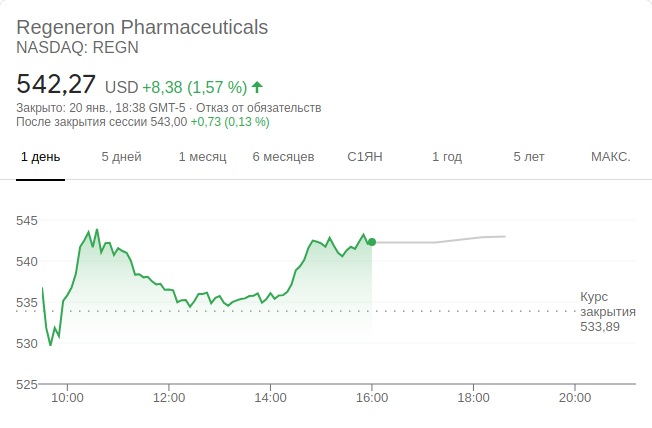 Regeneron Pharmaceuticals
NASDAQ: REGN
542,27 USD +8,38 (1,57 %)
Закрыто: 20 янв., 18:38 GMT-5 · Отказ от обязательств
После закрытия сессии 543,00 +0,73 (0,13 %)
1 день 5 дней 1 месяц 6 месяцев С1ЯН 1 год 5 лет МАКС.
545
540
535
530
525
Курс
закрытия
533,89
10:00 12:00 14:00 16:00 18:00 20:00